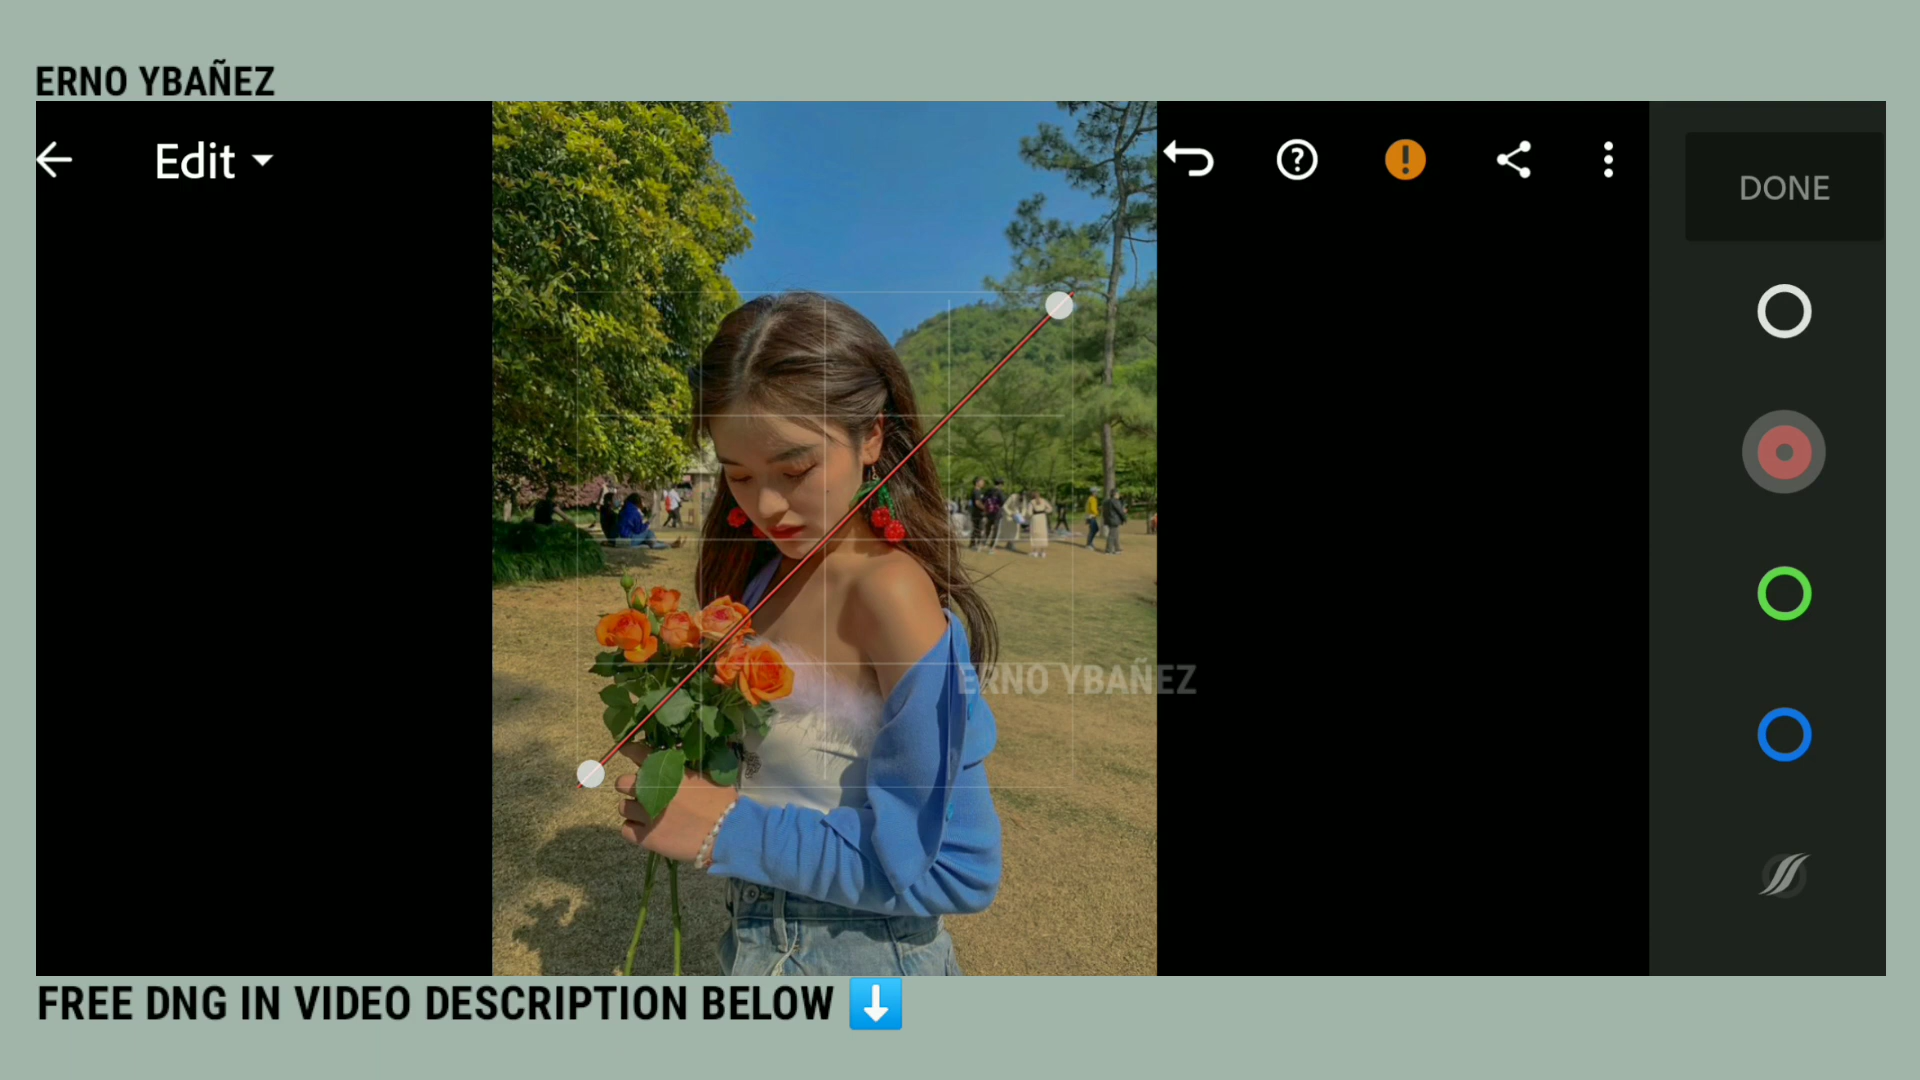 ERNO YBAÑEZ
Edit
DONE
ERNO YBAÑEZ
FREE DNG IN VIDEO DESCRIPTION BELOW